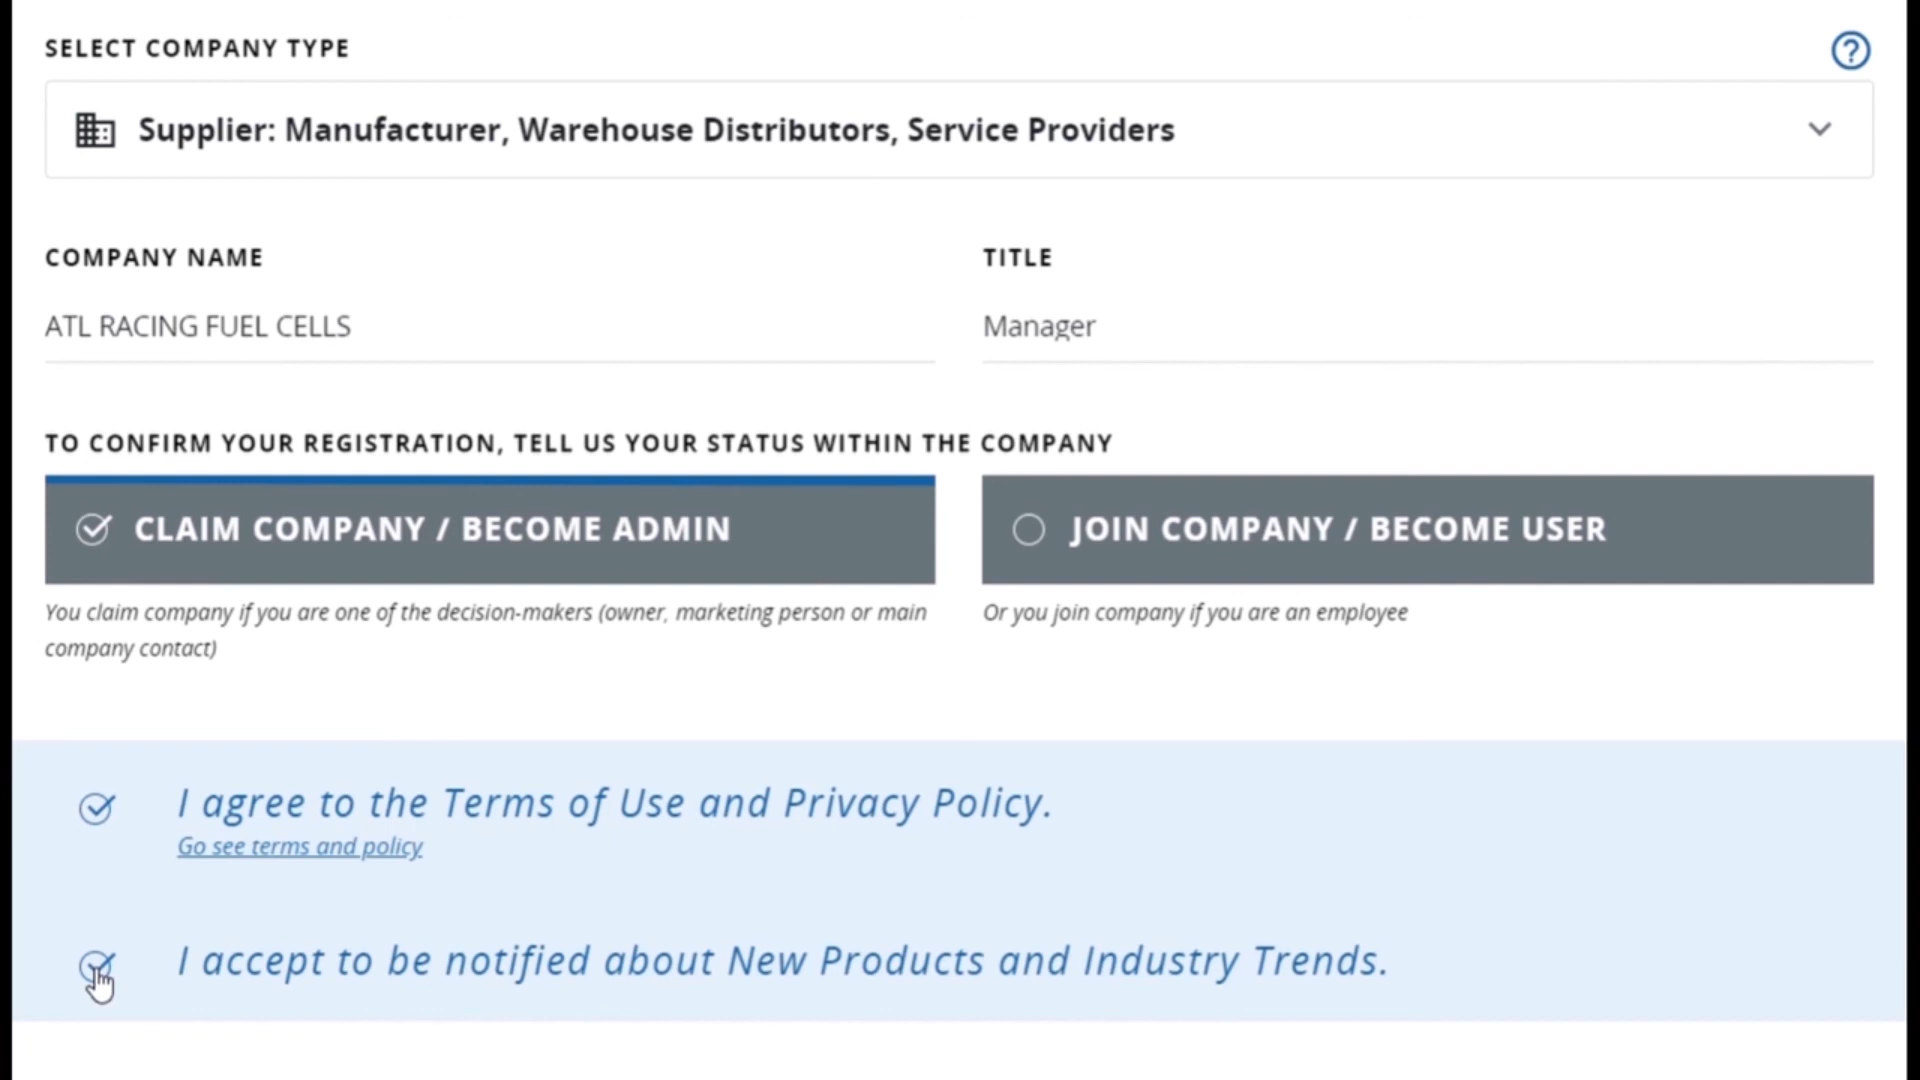 SELECT COMPANY TYPE
Supplier: Manufacturer, Warehouse Distributors, Service Providers
COMPANY NAME
TITLE
ATL RACING FUEL CELLS
Manager
TO CONFIRM YOUR REGISTRATION, TELL US YOUR STATUS WITHIN THE COMPANY
CLAIM COMPANY / BECOME ADMIN
JOIN COMPANY / BECOME USER
You claim company if you are one of the decision-makers (owner, marketing person or main
company contact)
Or you join company if you are an employee
I agree to the Terms of Use and Privacy Policy.
Go see terms and policy
I accept to be notified about New Products and Industry Trends.